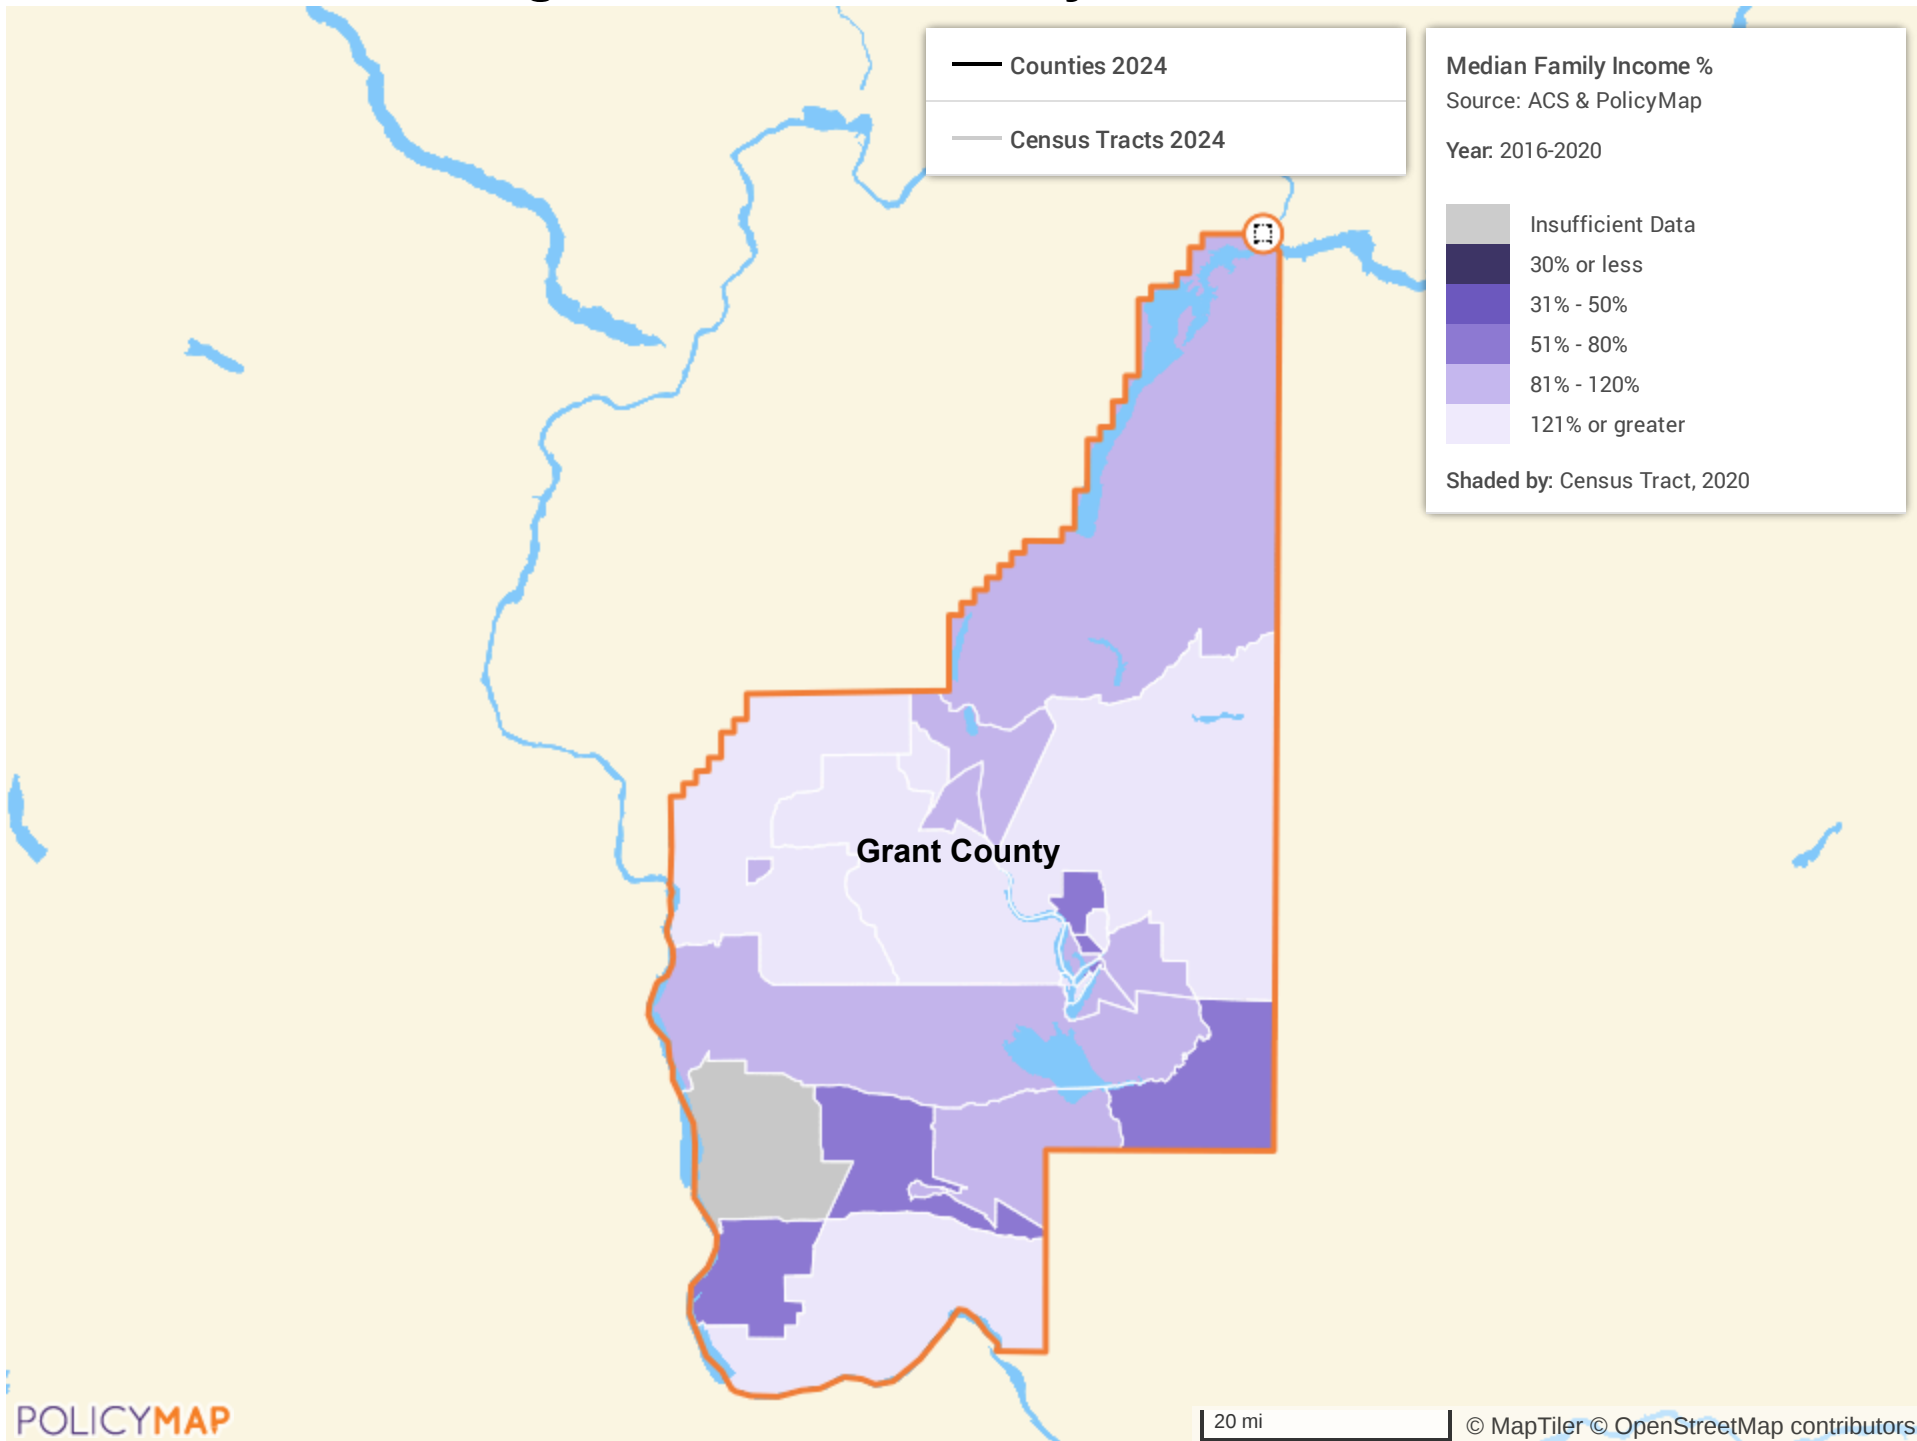 Counties 2024
Census Tracts 2024
Median Family Income %
Source: ACS & PolicyMap
Year: 2016-2020
Insufficient Data
30% or less
31% - 50%
51% - 80%
81% - 120%
121% or greater
Shaded by: Census Tract, 2020
Grant County
POLICYMAP
20 mi
© MapTiler © OpenStreetMap contributors